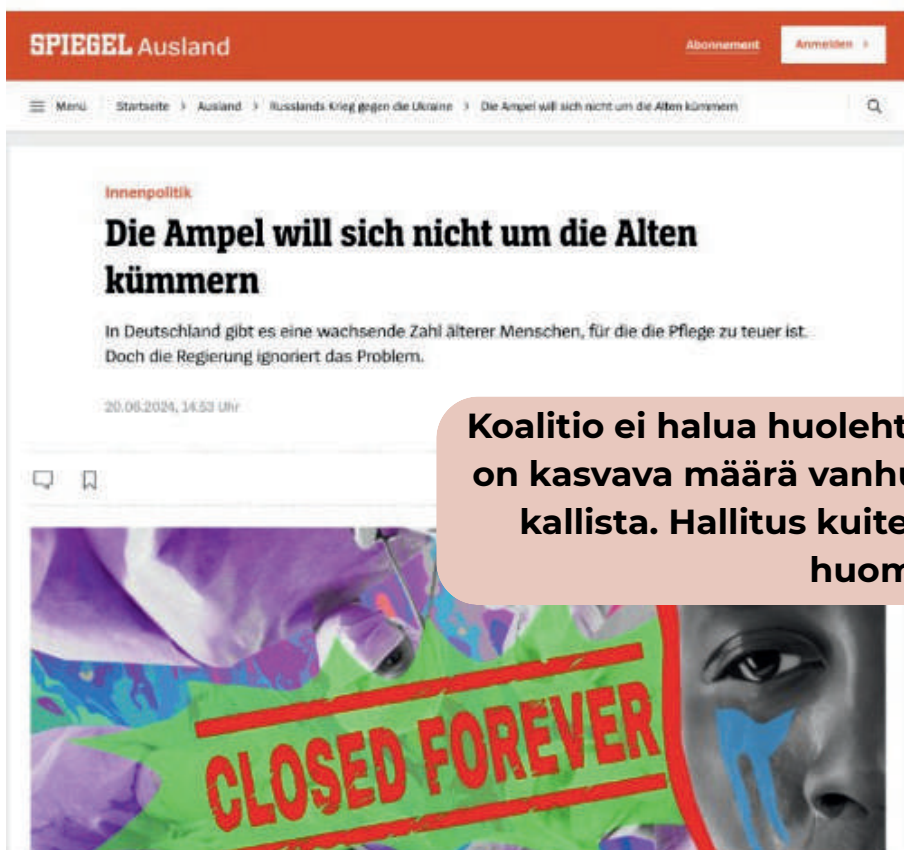 SPIEGEL Ausland
Abonnement
Anmelden >
Menü Startseite > Ausland > Russlands Krieg gegen die Ukraine > Die Ampel will sich nicht um die Alten kümmern
Innenpolitik
Die Ampel will sich nicht um die Alten
kümmern
In Deutschland gibt es eine wachsende Zahl älterer Menschen, für die die Pflege zu teuer ist.
Doch die Regierung ignoriert das Problem.
20.06.2024, 14.53 Uhr
Koalitio ei halua huoleht
on kasvava määrä vanhu
kallista. Hallitus kuite
huom
CLOSED FOREVER